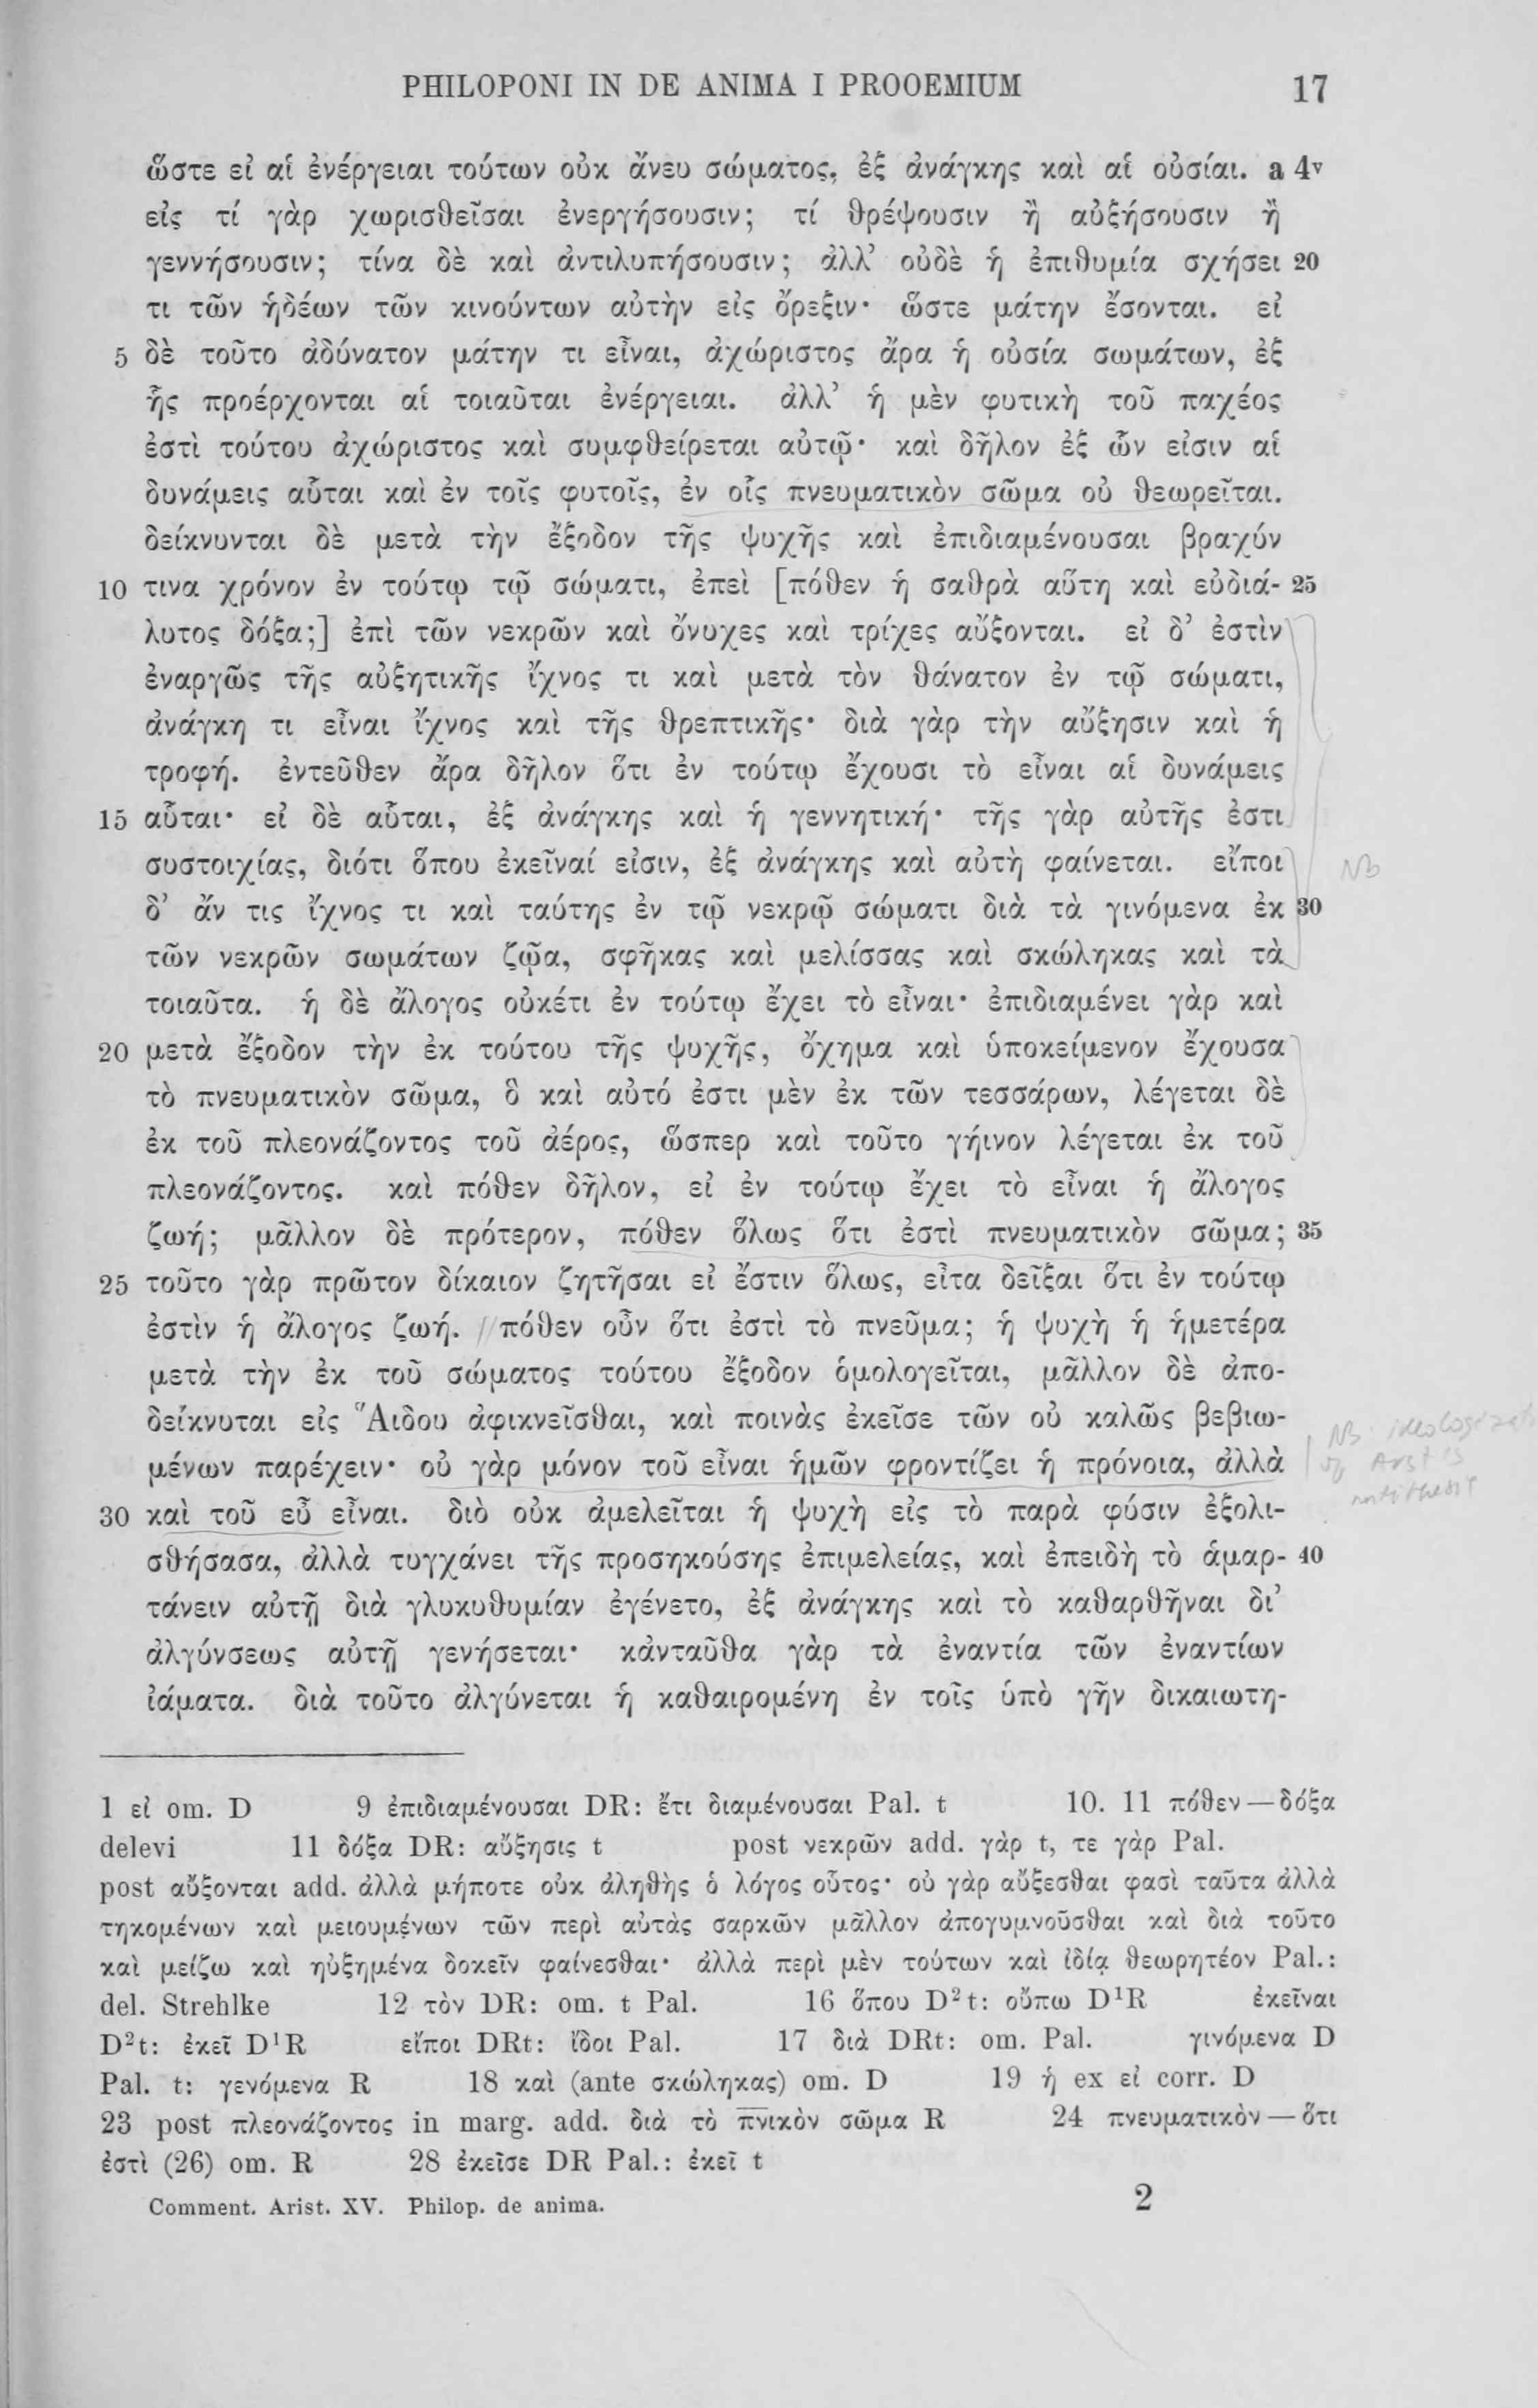 PHILOPONI IN DE ANIMA I PROOEMIUM 17
ὥστε εἰ αἱ ἐνέργειαι τούτων οὐκ ἄνευ σώματος, ἐξ ἀνάγκης καὶ αἱ οὐσίαι. a 4v
εἰς τί γὰρ χωρισθεῖσαι ἐνεργήσουσιν; τί θρέψουσιν ἢ αὐξήσουσιν ἢ
γεννήσουσιν; τίνα δὲ καὶ ἀντιλυπήσουσιν; ἀλλ’ οὐδὲ ἡ ἐπιθυμία σχήσει 20
τι τῶν ἡδέων τῶν κινούντων αὐτὴν εἰς ὄρεξιν· ὥστε μάτην ἔσονται. εἰ
5 δὲ τοῦτο ἀδύνατον μάτην τι εἶναι, ἀχώριστος ἄρα ἡ οὐσία σωμάτων, ἐξ
ἧς προέρχονται αἱ τοιαῦται ἐνέργειαι. ἀλλ’ ἡ μὲν φυτικὴ τοῦ παχέος
ἐστὶ τούτου ἀχώριστος καὶ συμφθείρεται αὐτῷ· καὶ δῆλον ἐξ ὧν εἰσιν αἱ
δυνάμεις αὗται καὶ ἐν τοῖς φυτοῖς, ἐν οἷς πνευματικὸν σῶμα οὐ θεωρεῖται.
δείκνυνται δὲ μετὰ τὴν ἔξοδον τῆς ψυχῆς καὶ ἐπιδιαμένουσαι βραχύν
10 τινα χρόνον ἐν τούτῳ τῷ σώματι, ἐπεὶ [πόθεν ἡ σαθρὰ αὕτη καὶ εὐδιά- 25
λυτος δόξα;] ἐπὶ τῶν νεκρῶν καὶ ὄνυχες καὶ τρίχες αὔξονται. εἰ δ’ ἐστὶν
ἐναργῶς τῆς αὐξητικῆς ἴχνος τι καὶ μετὰ τὸν θάνατον ἐν τῷ σώματι,
ἀνάγκη τι εἶναι ἴχνος καὶ τῆς θρεπτικῆς· διὰ γὰρ τὴν αὔξησιν καὶ ἡ
τροφή. ἐντεῦθεν ἄρα δῆλον ὅτι ἐν τούτῳ ἔχουσι τὸ εἶναι αἱ δυνάμεις
15 αὗται· εἰ δὲ αὗται, ἐξ ἀνάγκης καὶ ἡ γεννητική· τῆς γὰρ αὐτῆς ἐστι
συστοιχίας, διότι ὅπου ἐκεῖναί εἰσιν, ἐξ ἀνάγκης καὶ αὐτὴ φαίνεται. εἴποι
NB
δ’ ἄν τις ἴχνος τι καὶ ταύτης ἐν τῷ νεκρῷ σώματι διὰ τὰ γινόμενα ἐκ 30
τῶν νεκρῶν σωμάτων ζῷα, σφῆκας καὶ μελίσσας καὶ σκώληκας καὶ τὰ
τοιαῦτα. ἡ δὲ ἄλογος οὐκέτι ἐν τούτῳ ἔχει τὸ εἶναι· ἐπιδιαμένει γὰρ καὶ
20 μετὰ ἔξοδον τὴν ἐκ τούτου τῆς ψυχῆς, ὄχημα καὶ ὑποκείμενον ἔχουσα
τὸ πνευματικὸν σῶμα, ὃ καὶ αὐτό ἐστι μὲν ἐκ τῶν τεσσάρων, λέγεται δὲ
ἐκ τοῦ πλεονάζοντος τοῦ ἀέρος, ὥσπερ καὶ τοῦτο γήινον λέγεται ἐκ τοῦ
πλεονάζοντος. καὶ πόθεν δῆλον, εἰ ἐν τούτῳ ἔχει τὸ εἶναι ἡ ἄλογος
ζωή; μᾶλλον δὲ πρότερον, πόθεν ὅλως ὅτι ἐστὶ πνευματικὸν σῶμα; 35
25 τοῦτο γὰρ πρῶτον δίκαιον ζητῆσαι εἰ ἔστιν ὅλως, εἶτα δεῖξαι ὅτι ἐν τούτῳ
ἐστὶν ἡ ἄλογος ζωή. // πόθεν οὖν ὅτι ἐστὶ τὸ πνεῦμα; ἡ ψυχὴ ἡ ἡμετέρα
μετὰ τὴν ἐκ τοῦ σώματος τούτου ἔξοδον ὁμολογεῖται, μᾶλλον δὲ ἀπο-
δείκνυται εἰς Ἅιδου ἀφικνεῖσθαι, καὶ ποινὰς ἐκεῖσε τῶν οὐ καλῶς βεβιω-
NB
μένων παρέχειν· οὐ γὰρ μόνον τοῦ εἶναι ἡμῶν φροντίζει ἡ πρόνοια, ἀλλὰ
30 καὶ τοῦ εὖ εἶναι. διὸ οὐκ ἀμελεῖται ἡ ψυχὴ εἰς τὸ παρὰ φύσιν ἐξολι-
antithesis
σθήσασα, ἀλλὰ τυγχάνει τῆς προσηκούσης ἐπιμελείας, καὶ ἐπειδὴ τὸ ἁμαρ- 40
τάνειν αὐτῇ διὰ γλυκυθυμίαν ἐγένετο, ἐξ ἀνάγκης καὶ τὸ καθαρθῆναι δι’
ἀλγύνσεως αὐτῇ γενήσεται· κἀνταῦθα γὰρ τὰ ἐναντία τῶν ἐναντίων
ἰάματα. διὰ τοῦτο ἀλγύνεται ἡ καθαιρομένη ἐν τοῖς ὑπὸ γῆν δικαιωτη-
1 εἰ om. D 9 ἐπιδιαμένουσαι DR: ἔτι διαμένουσαι Pal. t 10. 11 πόθεν — δόξα
delevi 11 δόξα DR: αὔξησις t post νεκρῶν add. γὰρ t, τε γὰρ Pal.
post αὔξονται add. ἀλλὰ μήποτε οὐκ ἀληθὴς ὁ λόγος οὗτος· οὐ γὰρ αὔξεσθαι φασὶ ταῦτα ἀλλὰ
τηκομένων καὶ μειουμένων τῶν περὶ αὐτὰς σαρκῶν μᾶλλον ἀπογυμνοῦσθαι καὶ διὰ τοῦτο
καὶ μείζω καὶ ηὐξημένα δοκεῖν φαίνεσθαι· ἀλλὰ περὶ μὲν τούτων καὶ ἰδίᾳ θεωρητέον Pal.:
del. Strehlke 12 τὸν DR: om. t Pal. 16 ὅπου D²t: οὔπω D¹R ἐκεῖναι
D²t: ἐκεῖ D¹R εἴποι DRt: ἴδοι Pal. 17 διὰ DRt: om. Pal. γινόμενα D
Pal. t: γενόμενα R 18 καὶ (ante σκώληκας) om. D 19 ἡ ex εἰ corr. D
23 post πλεονάζοντος in marg. add. διὰ τὸ π̅ν̅ικὸν σῶμα R 24 πνευματικὸν — ὅτι
ἐστὶ (26) om. R 28 ἐκεῖσε DR Pal.: ἐκεῖ t
Comment. Arist. XV. Philop. de anima. 2